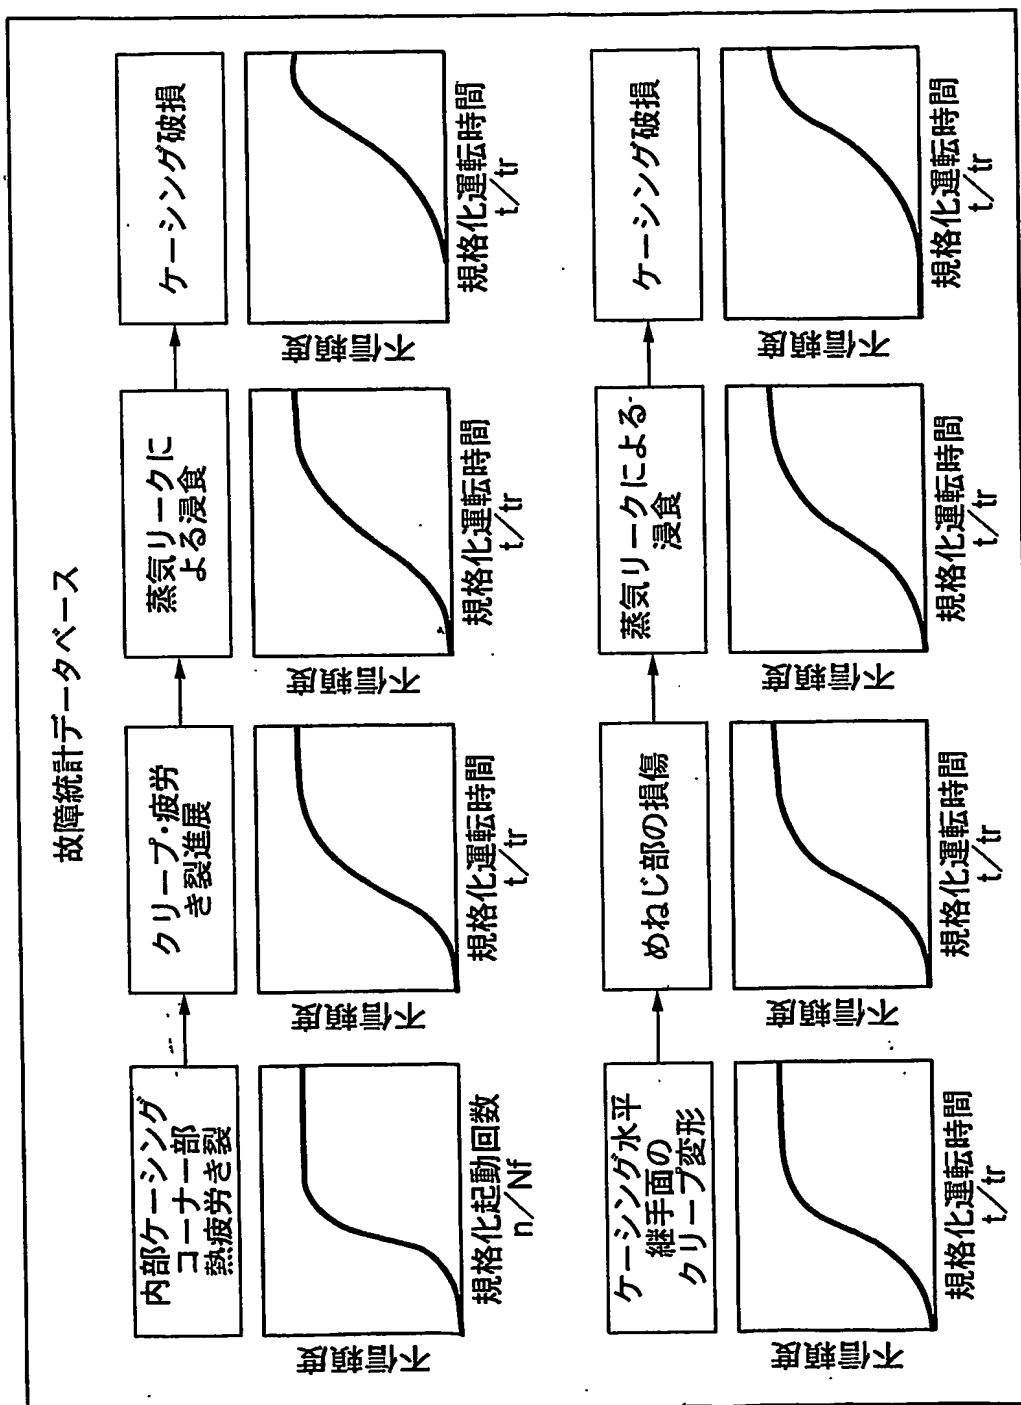 故障統計データベース
内部ケーシング
コーナー部
熱疲労き裂
クリープ・疲労
き裂進展
蒸気リークに
よる浸食
ケーシング破損
不信頼度
規格化起動回数
n/Nf
不信頼度
規格化運転時間
t/tr
不信頼度
規格化運転時間
t/tr
不信頼度
規格化運転時間
t/tr
ケーシング水平
継手面の
クリープ変形
めねじ部の損傷
蒸気リークによる
浸食
ケーシング破損
不信頼度
規格化運転時間
t/tr
不信頼度
規格化運転時間
t/tr
不信頼度
規格化運転時間
t/tr
不信頼度
規格化運転時間
t/tr